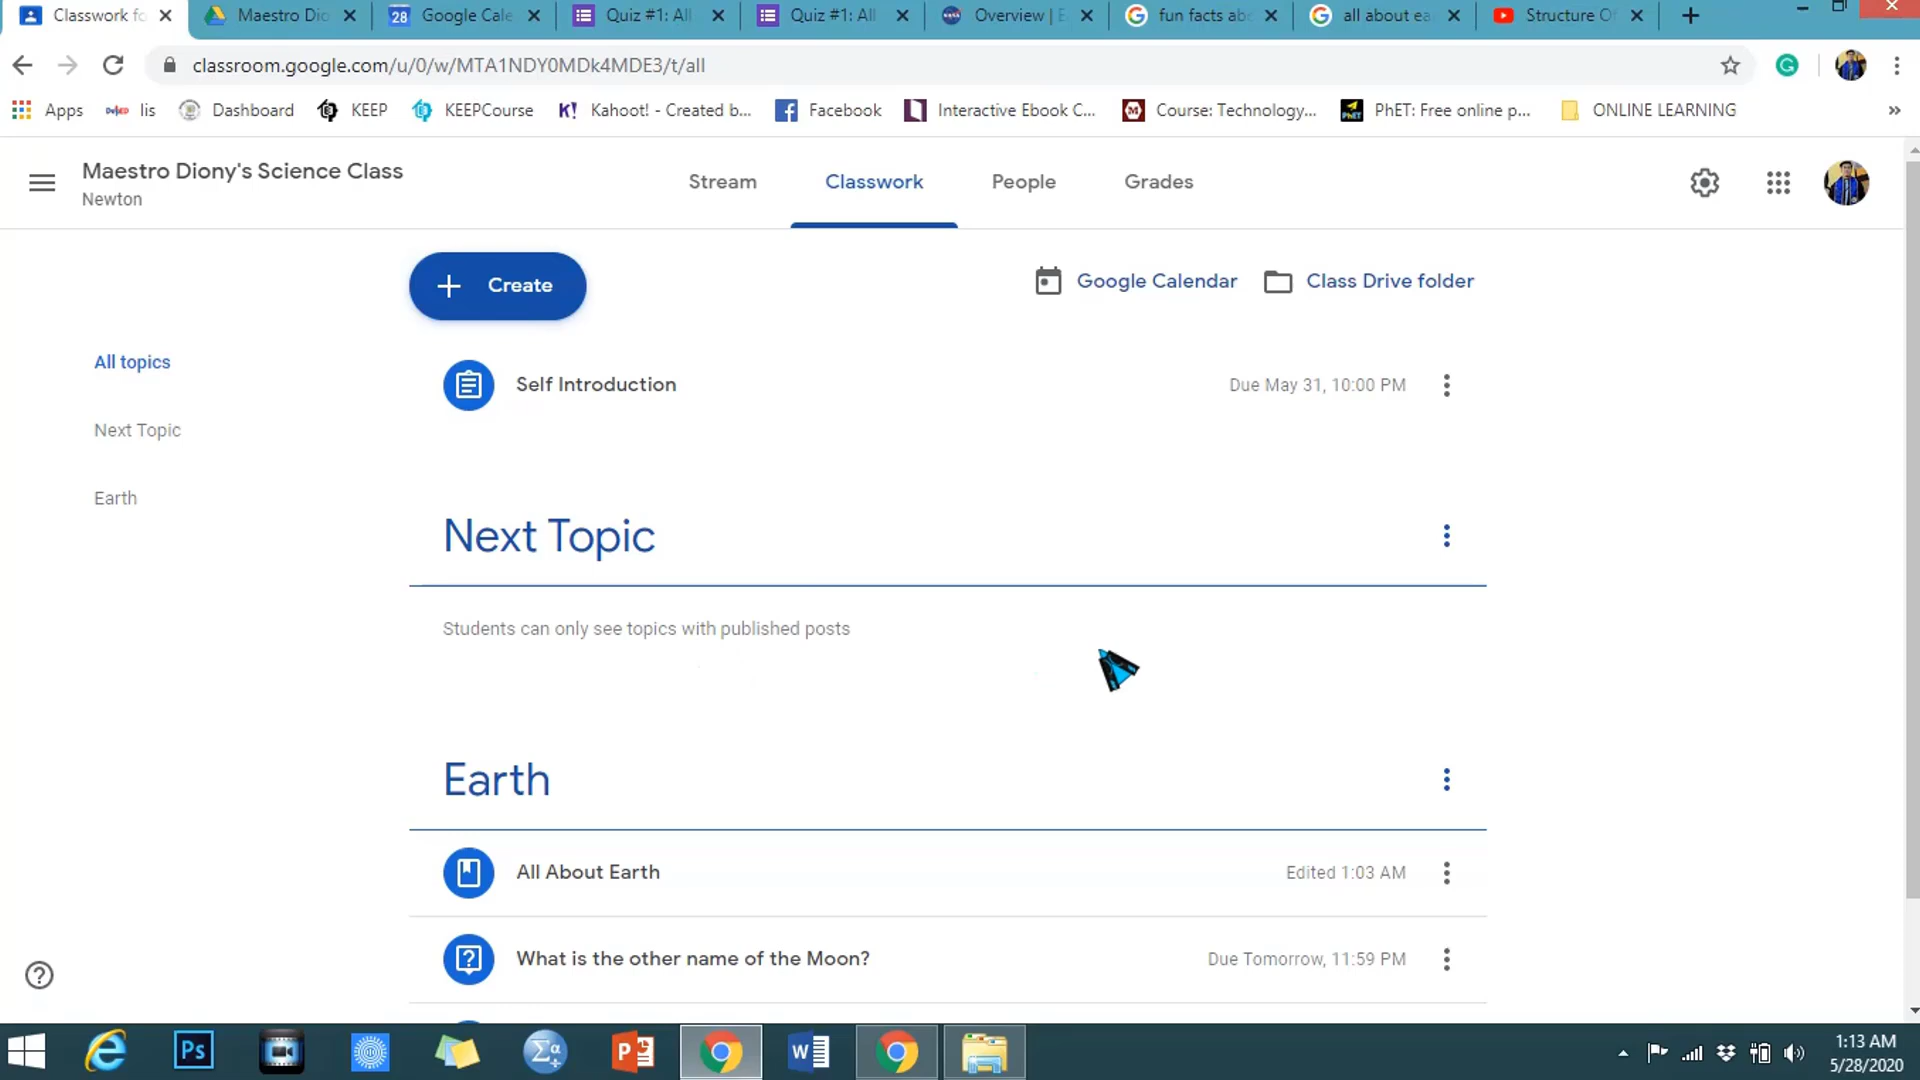 Classwork fo
Maestro Dio
28
Google Cale
Quiz #1: All
Quiz #1: All
Overview | E
fun facts abo
all about ea
Structure Of
classroom.google.com/u/0/w/MTA1NDY0MDk4MDE3/t/all
Apps
lis
Dashboard
KEEP
KEEPCourse
K!
Kahoot! - Created b...
Facebook
Interactive Ebook C...
Course: Technology...
PhET: Free online p...
ONLINE LEARNING
»
Maestro Diony's Science Class
Newton
Stream
Classwork
People
Grades
+ Create
Google Calendar
Class Drive folder
All topics
Next Topic
Earth
Self Introduction
Due May 31, 10:00 PM
Next Topic
Students can only see topics with published posts
Earth
All About Earth
Edited 1:03 AM
What is the other name of the Moon?
Due Tomorrow, 11:59 PM
Ps
Σα
P
W
1:13 AM
5/28/2020